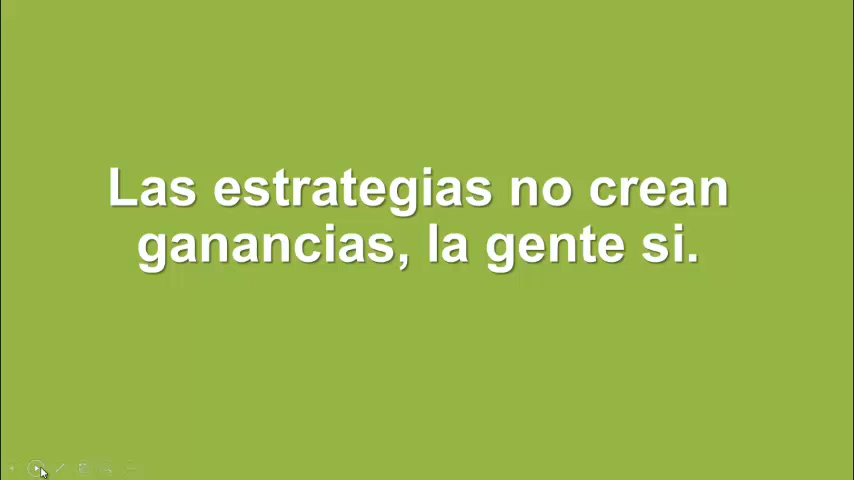 Las estrategias no crean
ganancias, la gente si.